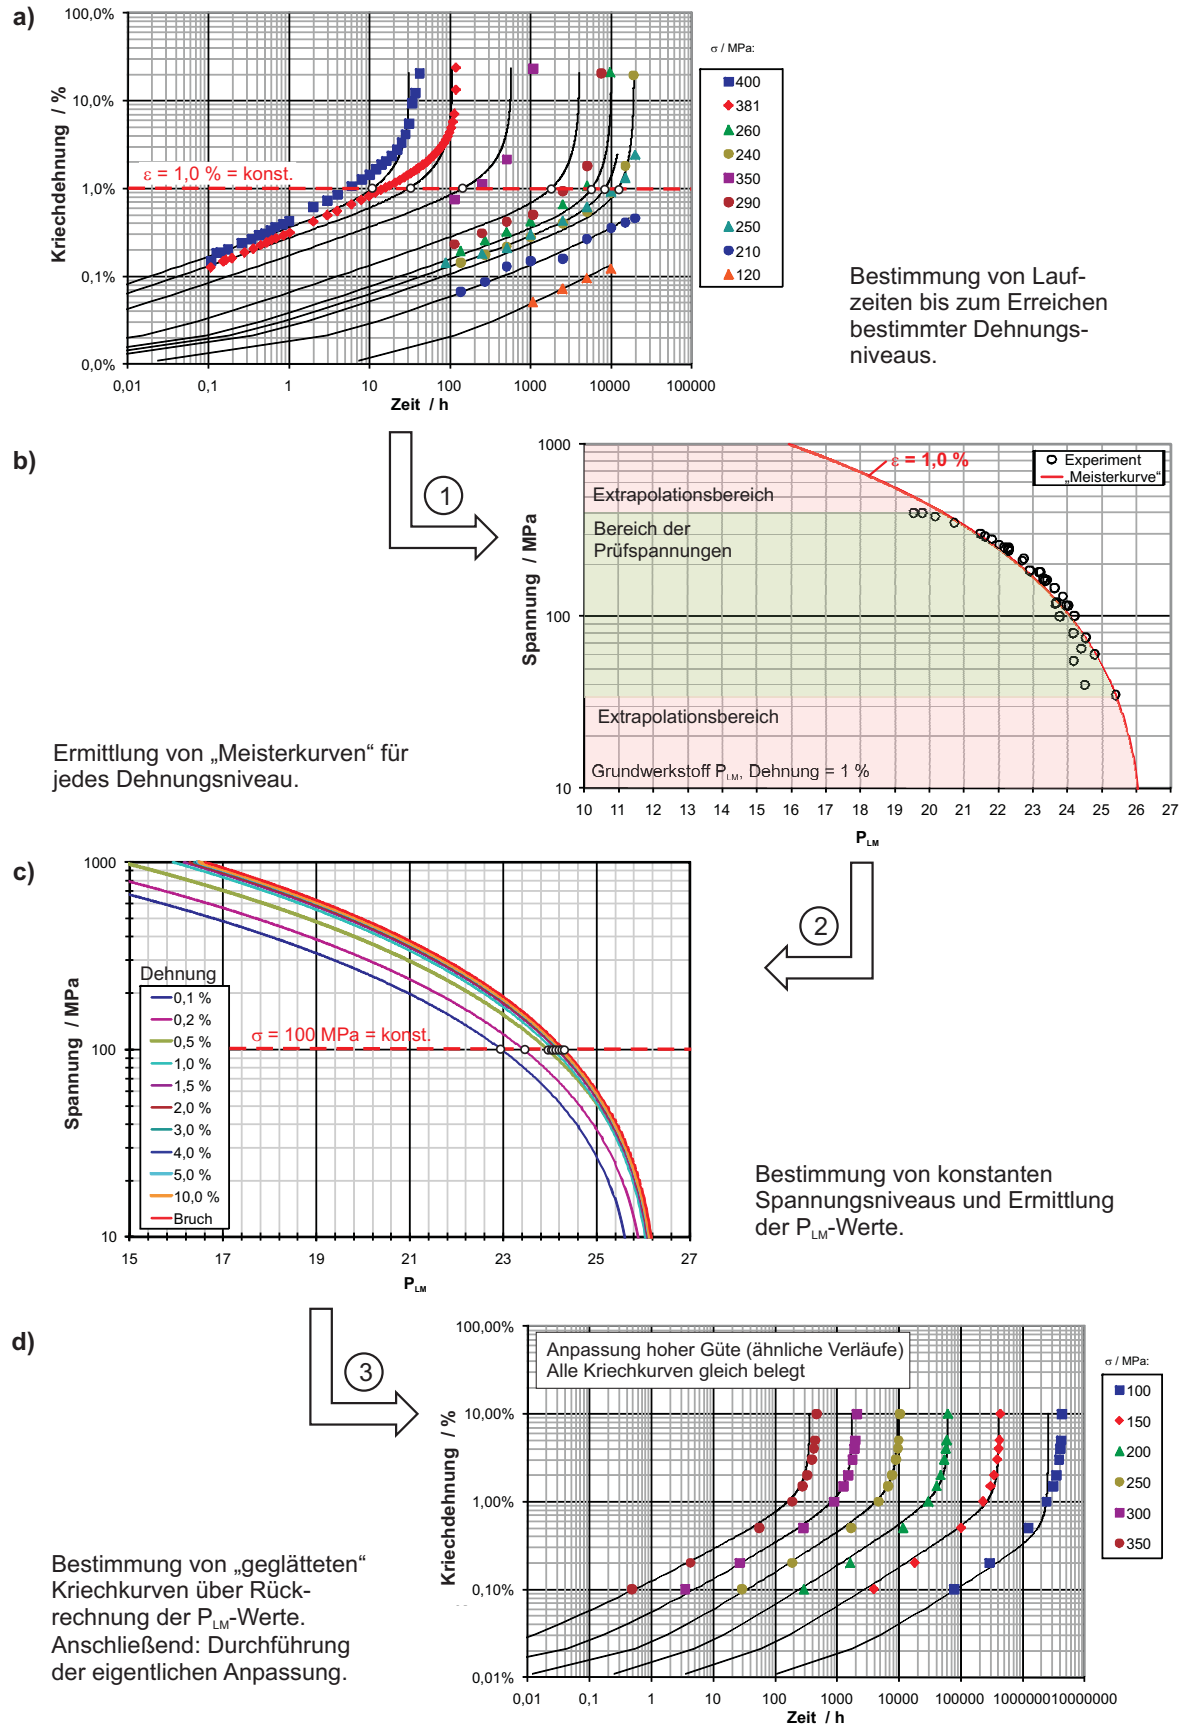 a)
100,0%
10,0%
1,0%
0,1%
0,0%
Kriechdehnung / %
ε = 1,0 % = konst.
0,01
0,1
1
10
100
1000
10000
100000
Zeit / h
σ / MPa:
400
381
260
240
350
290
250
210
120
Bestimmung von Lauf-
zeiten bis zum Erreichen
bestimmter Dehnungs-
niveaus.
1
b)
1000
100
10
Spannung / MPa
ε = 1,0 %
Experiment
„Meisterkurve“
Extrapolationsbereich
Bereich der
Prüfspannungen
Extrapolationsbereich
Grundwerkstoff PLM, Dehnung = 1 %
10 11 12 13 14 15 16 17 18 19 20 21 22 23 24 25 26 27
PLM
Ermittlung von „Meisterkurven“ für
jedes Dehnungsniveau.
2
c)
1000
100
10
Spannung / MPa
Dehnung
0,1 %
0,2 %
0,5 %
1,0 %
1,5 %
2,0 %
3,0 %
4,0 %
5,0 %
10,0 %
Bruch
σ = 100 MPa = konst.
15 17 19 21 23 25 27
PLM
Bestimmung von konstanten
Spannungsniveaus und Ermittlung
der PLM-Werte.
3
d)
100,00%
10,00%
1,00%
0,10%
0,01%
Kriechdehnung / %
Anpassung hoher Güte (ähnliche Verläufe)
Alle Kriechkurven gleich belegt
0,01 0,1 1 10 100 1000 10000 100000 1000000 10000000
Zeit / h
σ / MPa:
100
150
200
250
300
350
Bestimmung von „geglätteten“
Kriechkurven über Rück-
rechnung der PLM-Werte.
Anschließend: Durchführung
der eigentlichen Anpassung.